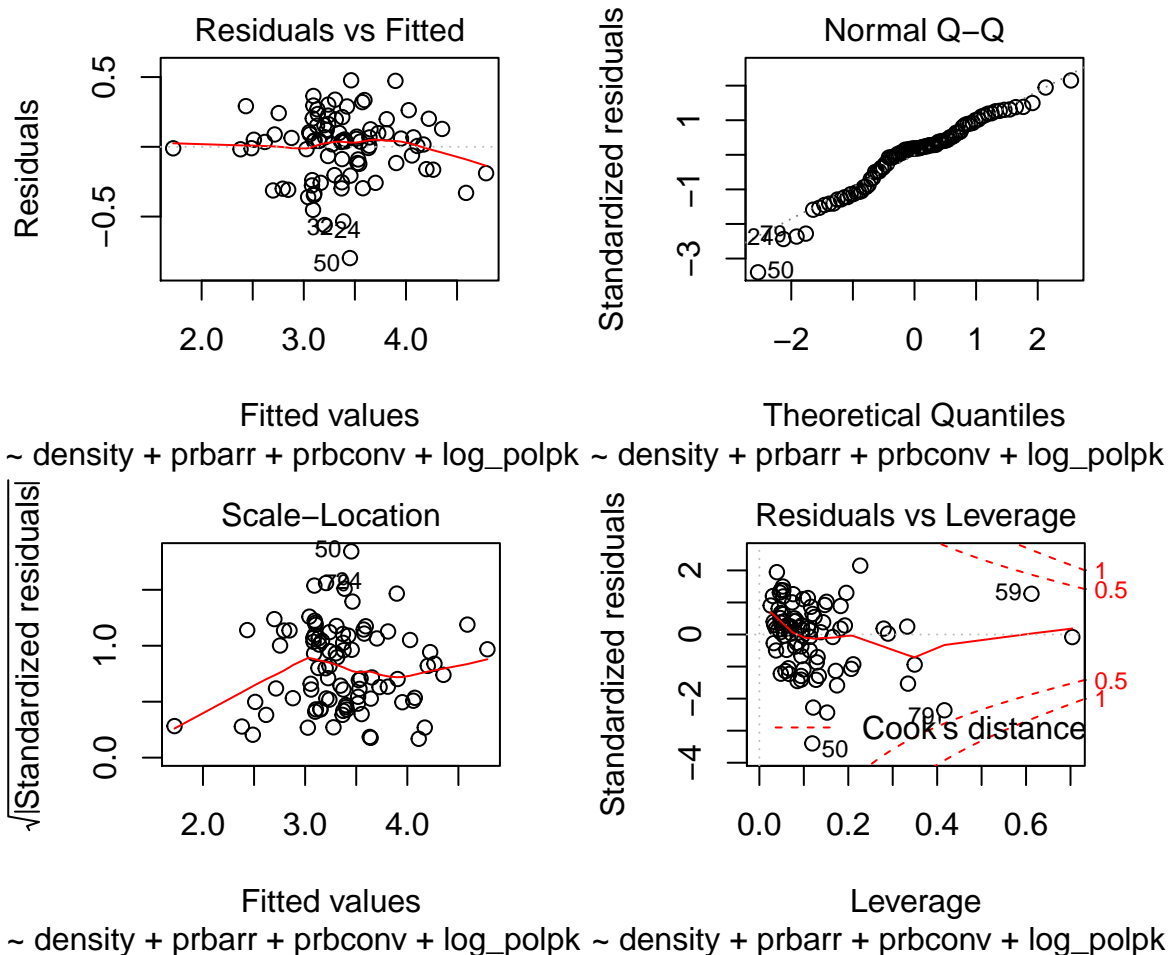 Residuals vs Fitted
Residuals
0.5
−0.5
32
24
50
2.0 3.0 4.0
Fitted values
~ density + prbarr + prbconv + log_polpk
Normal Q−Q
Standardized residuals
1
−1
−3
79
50
−2 0 1 2
Theoretical Quantiles
~ density + prbarr + prbconv + log_polpk
Scale−Location
√|Standardized residuals|
1.0
0.0
50
2.0 3.0 4.0
Fitted values
~ density + prbarr + prbconv + log_polpk
Residuals vs Leverage
Standardized residuals
2
0
−2
−4
1
0.5
0.5
1
59
79
50
Cook's distance
0.0 0.2 0.4 0.6
Leverage
~ density + prbarr + prbconv + log_polpk